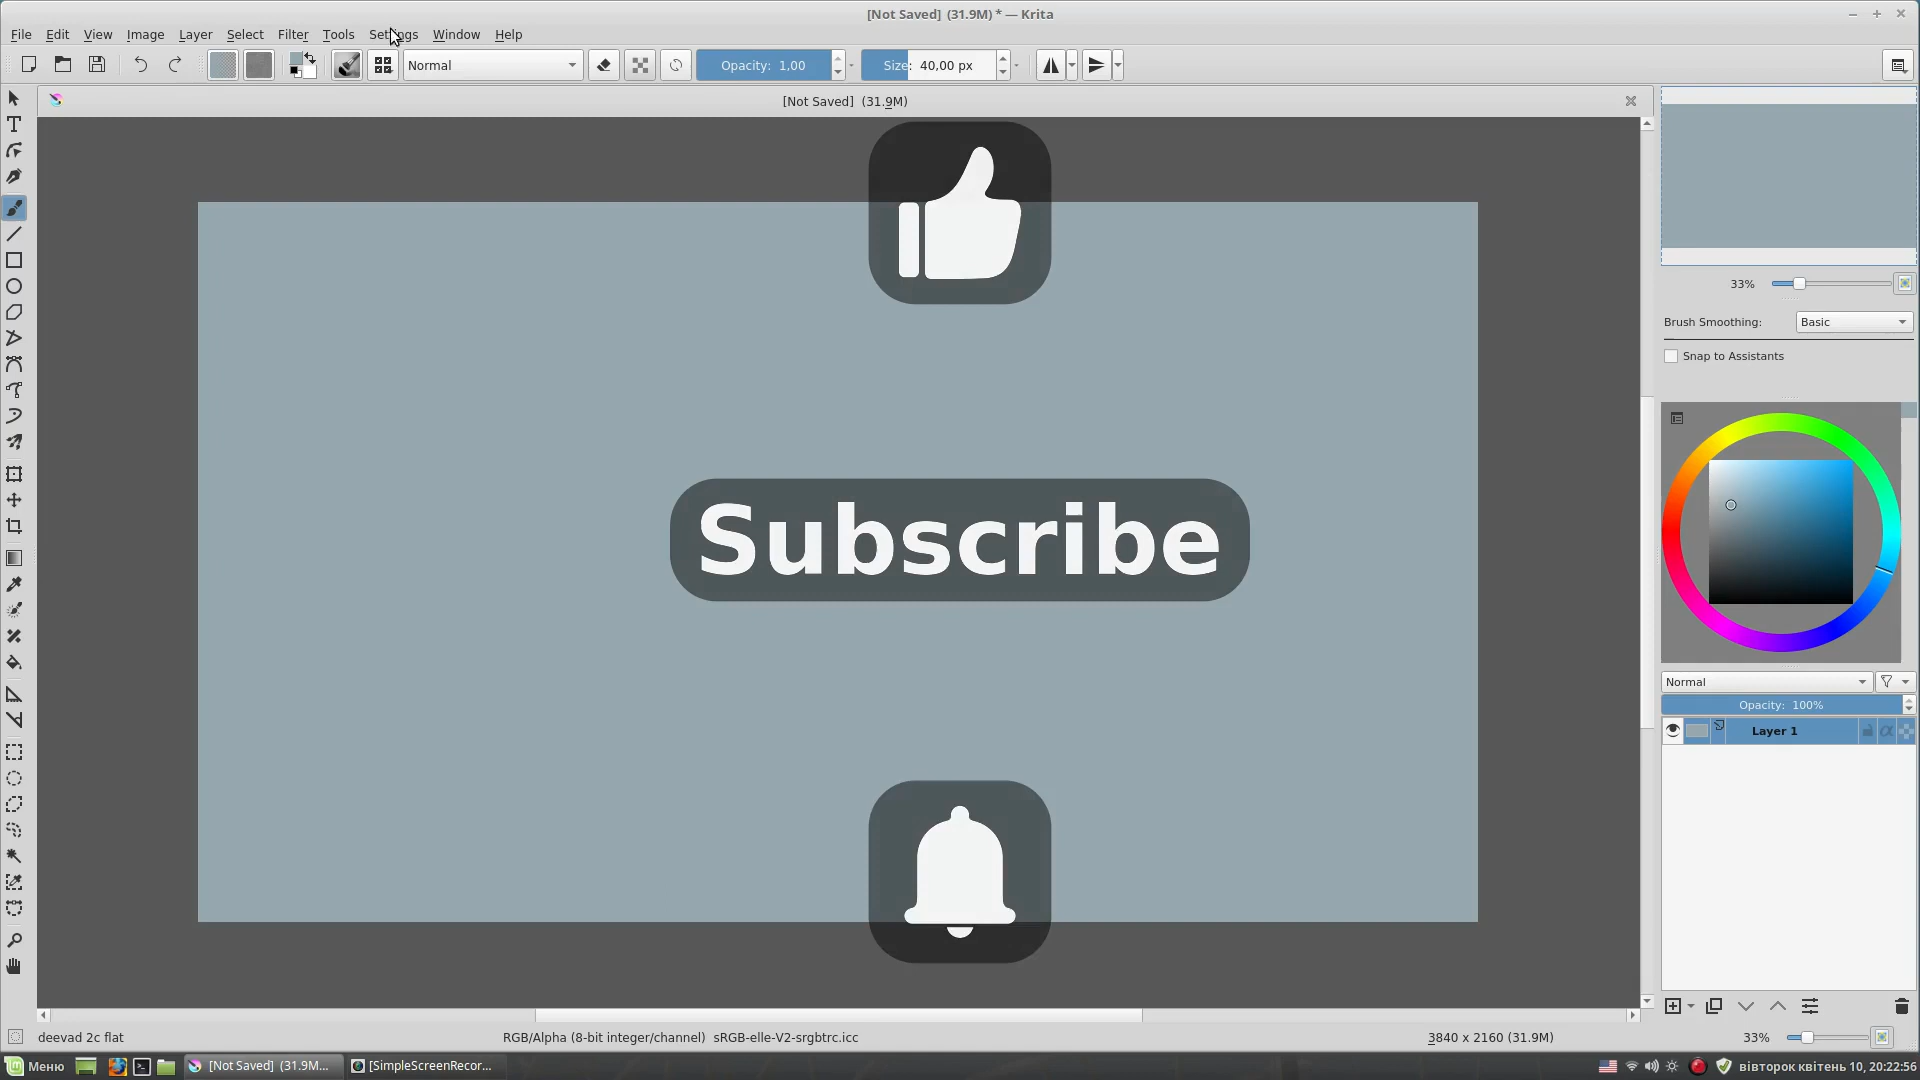 [Not Saved] (31.9M) * — Krita
File Edit View Image Layer Select Filter Tools Settings Window Help
Normal
Opacity: 1,00
Size: 40,00 px
[Not Saved] (31.9M)
33%
Brush Smoothing: Basic
Snap to Assistants
Subscribe
Normal
Opacity: 100%
Layer 1
deevad 2c flat
RGB/Alpha (8-bit integer/channel) sRGB-elle-V2-srgbtrc.icc
3840 x 2160 (31.9M)
33%
Меню
[Not Saved] (31.9M...
[SimpleScreenRecor...
вівторок квітень 10, 20:22:56